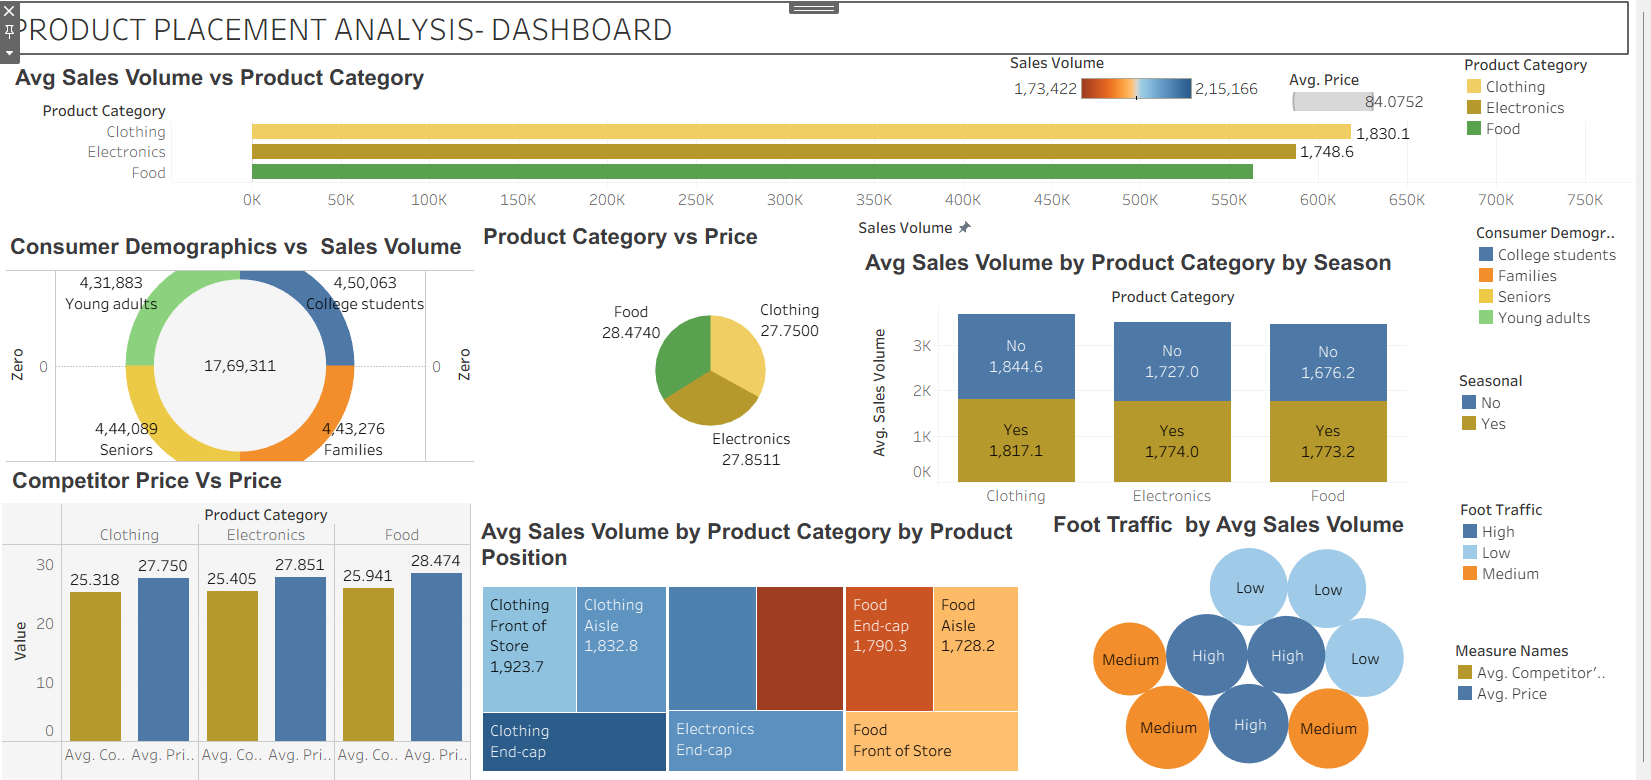 PRODUCT PLACEMENT ANALYSIS- DASHBOARD
Avg Sales Volume vs Product Category
Product Category
Clothing
Electronics
Food
1,830.1
1,748.6
0K 50K 100K 150K 200K 250K 300K 350K 400K 450K 500K 550K 600K 650K 700K 750K
Sales Volume
1,73,422 2,15,166
Avg. Price
84.0752
Product Category
Clothing
Electronics
Food
Consumer Demographics vs Sales Volume
4,31,883
Young adults
4,50,063
College students
Zero
0
17,69,311
0
Zero
4,44,089
Seniors
4,43,276
Families
Product Category vs Price
Food
28.4740
Clothing
27.7500
Electronics
27.8511
Sales Volume
Avg Sales Volume by Product Category by Season
Product Category
Avg. Sales Volume
3K
2K
1K
0K
No
1,844.6
No
1,727.0
No
1,676.2
Yes
1,817.1
Yes
1,774.0
Yes
1,773.2
Clothing Electronics Food
Consumer Demogr..
College students
Families
Seniors
Young adults
Seasonal
No
Yes
Competitor Price Vs Price
Product Category
Clothing Electronics Food
Value
30
20
10
0
25.318 27.750 25.405 27.851 25.941 28.474
Avg. Co.. Avg. Pri.. Avg. Co.. Avg. Pri.. Avg. Co.. Avg. Pri..
Avg Sales Volume by Product Category by Product
Position
Clothing
Front of
Store
1,923.7
Clothing
Aisle
1,832.8
Food
End-cap
1,790.3
Food
Aisle
1,728.2
Clothing
End-cap
Electronics
End-cap
Food
Front of Store
Foot Traffic by Avg Sales Volume
Low
Low
Medium
High
High
Low
Medium
High
Medium
Foot Traffic
High
Low
Medium
Measure Names
Avg. Competitor'..
Avg. Price